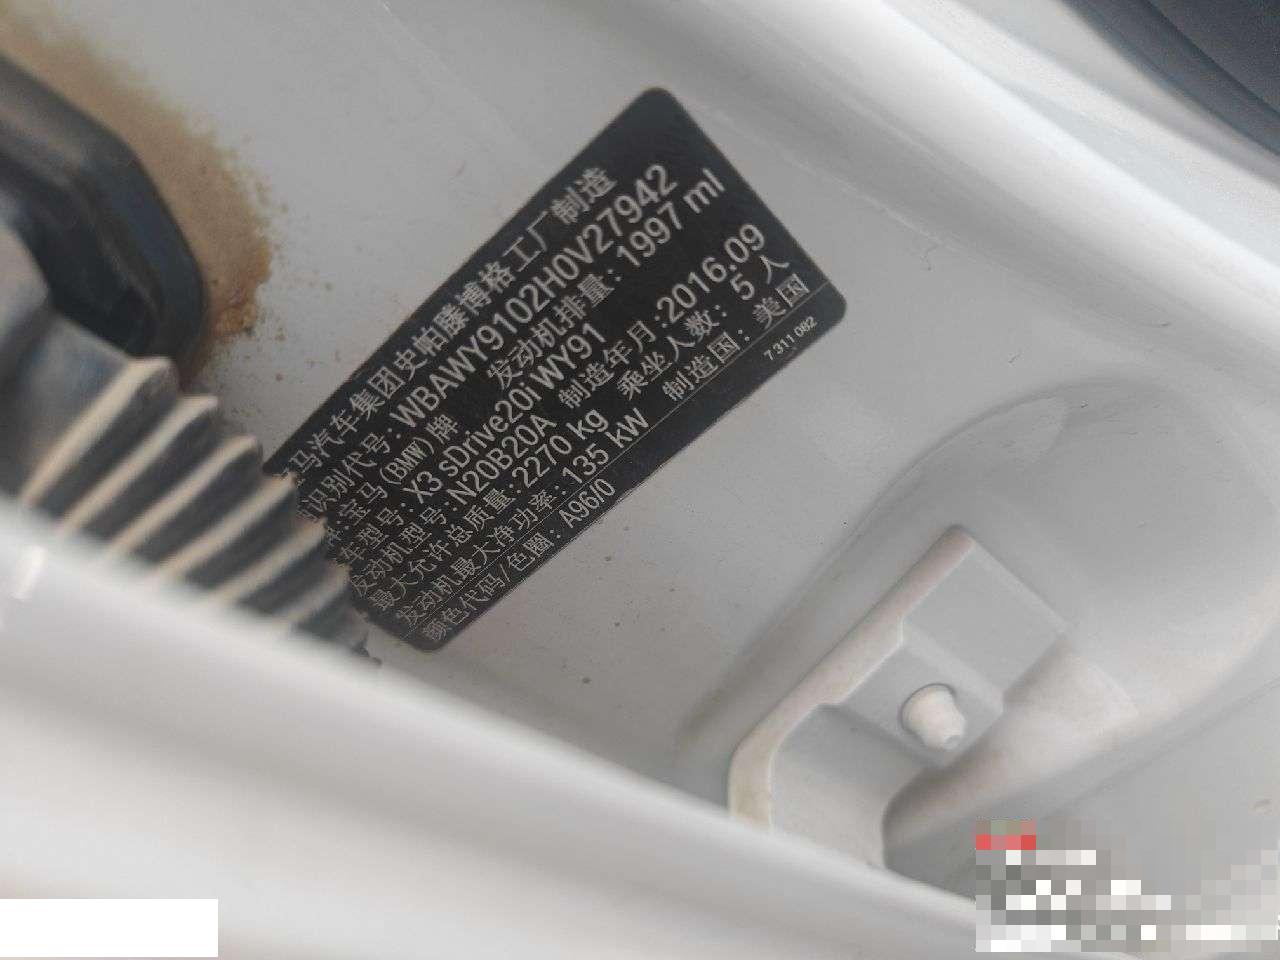 宝马汽车集团史帕滕博格工厂制造
识别代号: WBAWY9102H0V27942
牌:宝马(BMW)牌 发动机排量: 1997 ml
车型号: X3 sDrive20i WY91
发动机型号: N20B20A 制造年月:2016.09
最大允许总质量: 2270 kg 乘坐人数: 5 人
发动机最大净功率: 135 kW 制造国: 美国
颜色代码/色圈: A96/0 7 311 082